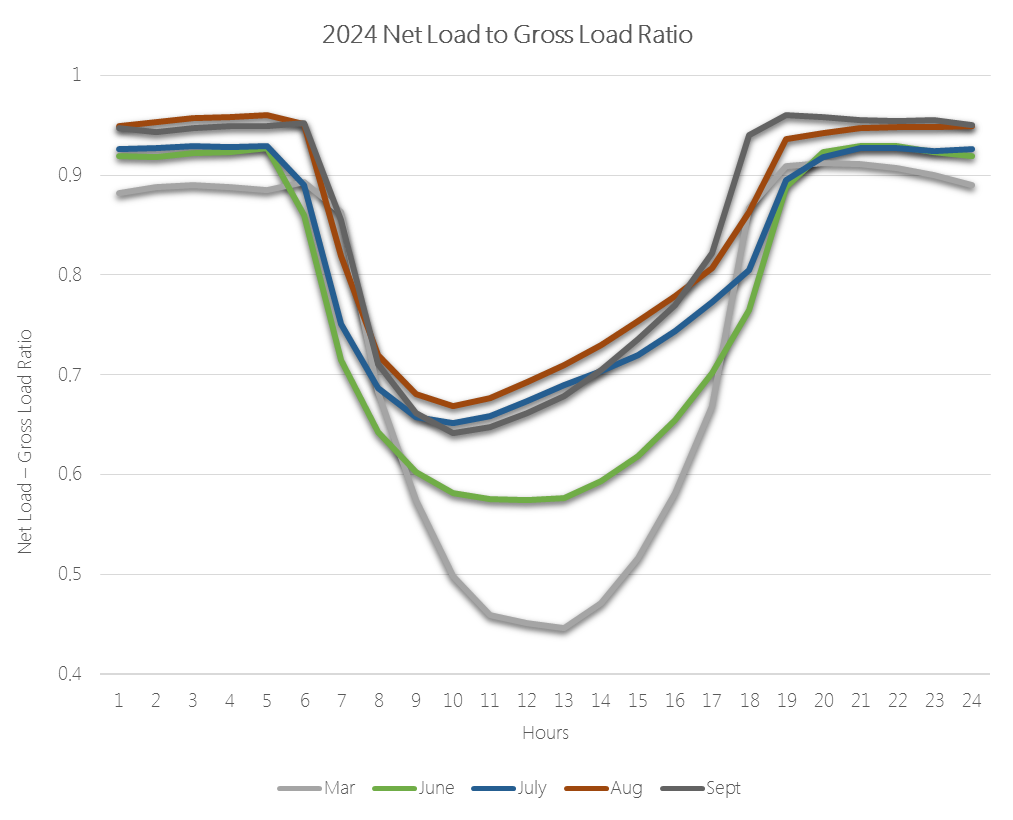 2024 Net Load to Gross Load Ratio
Net Load – Gross Load Ratio
1
0.9
0.8
0.7
0.6
0.5
0.4
1 2 3 4 5 6 7 8 9 10 11 12 13 14 15 16 17 18 19 20 21 22 23 24
Hours
Mar June July Aug Sept